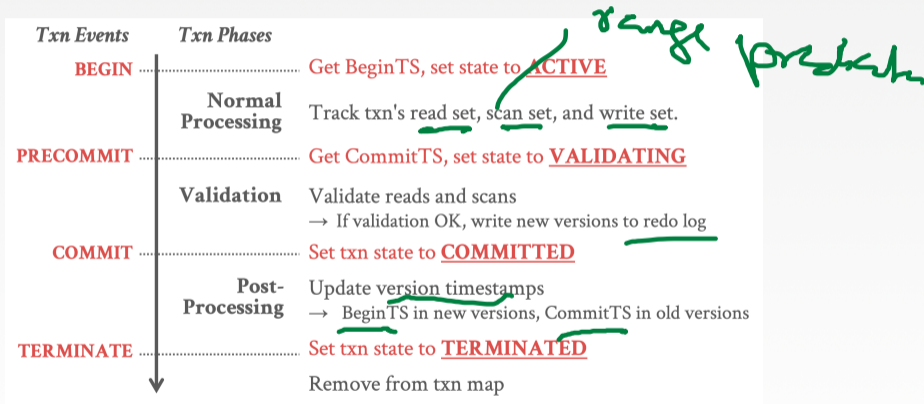 range
Txn Events Txn Phases
BEGIN Get BeginTS, set state to ACTIVE
Normal
Processing Track txn's read set, scan set, and write set.
PRECOMMIT Get CommitTS, set state to VALIDATING
Validation Validate reads and scans
→ If validation OK, write new versions to redo log
COMMIT Set txn state to COMMITTED
Post-
Processing Update version timestamps
→ BeginTS in new versions, CommitTS in old versions
TERMINATE Set txn state to TERMINATED
Remove from txn map